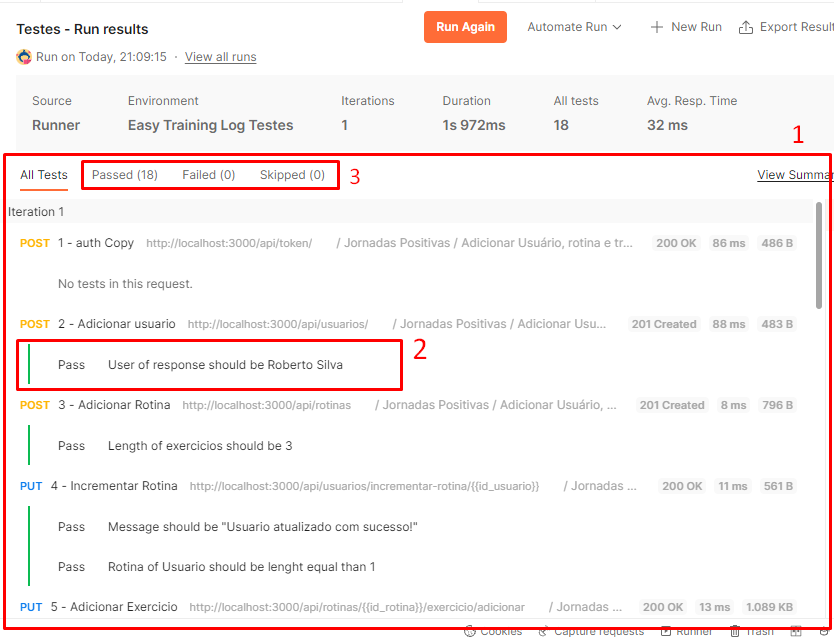 Testes - Run results
Run Again
Automate Run
New Run
Export Result
Run on Today, 21:09:15 · View all runs
Source Environment Iterations Duration All tests Avg. Resp. Time
Runner Easy Training Log Testes 1 1s 972ms 18 32 ms
1
All Tests Passed (18) Failed (0) Skipped (0) 3 View Summar
Iteration 1
POST 1 - auth Copy http://localhost:3000/api/token/ / Jornadas Positivas / Adicionar Usuário, rotina e tr... 200 OK 86 ms 486 B
No tests in this request.
POST 2 - Adicionar usuario http://localhost:3000/api/usuarios/ / Jornadas Positivas / Adicionar Usu... 201 Created 88 ms 483 B
2
Pass User of response should be Roberto Silva
POST 3 - Adicionar Rotina http://localhost:3000/api/rotinas / Jornadas Positivas / Adicionar Usuário, ... 201 Created 8 ms 796 B
Pass Length of exercicios should be 3
PUT 4 - Incrementar Rotina http://localhost:3000/api/usuarios/incrementar-rotina/{{id_usuario}} / Jornadas ... 200 OK 11 ms 561 B
Pass Message should be "Usuario atualizado com sucesso!"
Pass Rotina of Usuario should be lenght equal than 1
PUT 5 - Adicionar Exercicio http://localhost:3000/api/rotinas/{{id_rotina}}/exercicio/adicionar / Jornadas ... 200 OK 13 ms 1.089 KB
Cookies Capture requests Runner Trash